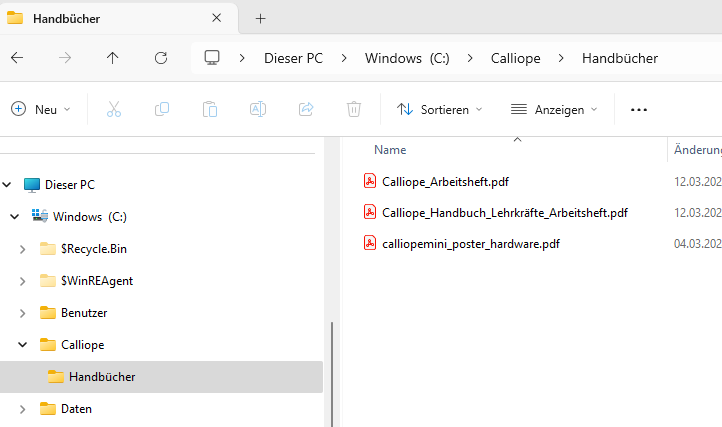 Handbücher
Dieser PC Windows (C:) Calliope Handbücher
Neu Sortieren Anzeigen
Name Änderung
Calliope_Arbeitsheft.pdf 12.03.202
Calliope_Handbuch_Lehrkräfte_Arbeitsheft.pdf 12.03.202
calliopemini_poster_hardware.pdf 04.03.202
Dieser PC
Windows (C:)
$Recycle.Bin
$WinREAgent
Benutzer
Calliope
Handbücher
Daten